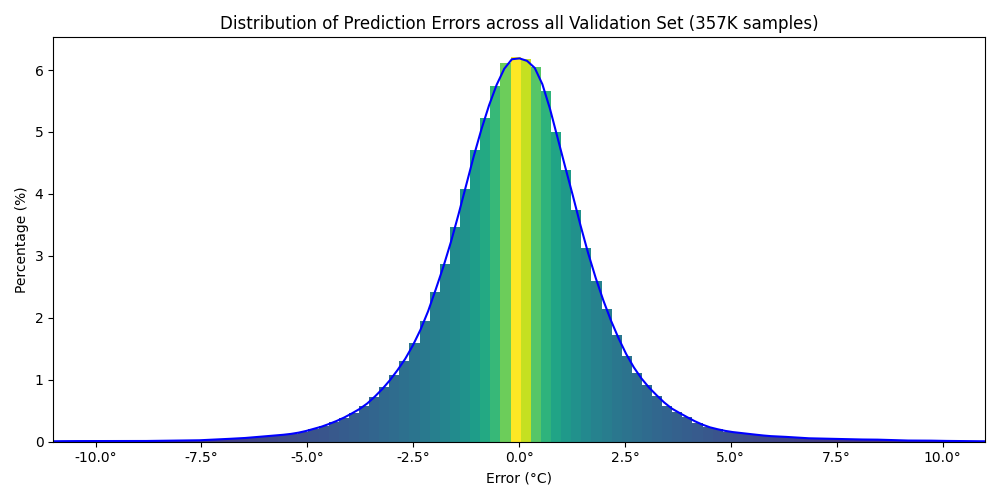 Distribution of Prediction Errors across all Validation Set (357K samples)
Percentage (%)
6
5
4
3
2
1
0
-10.0° -7.5° -5.0° -2.5° 0.0° 2.5° 5.0° 7.5° 10.0°
Error (°C)